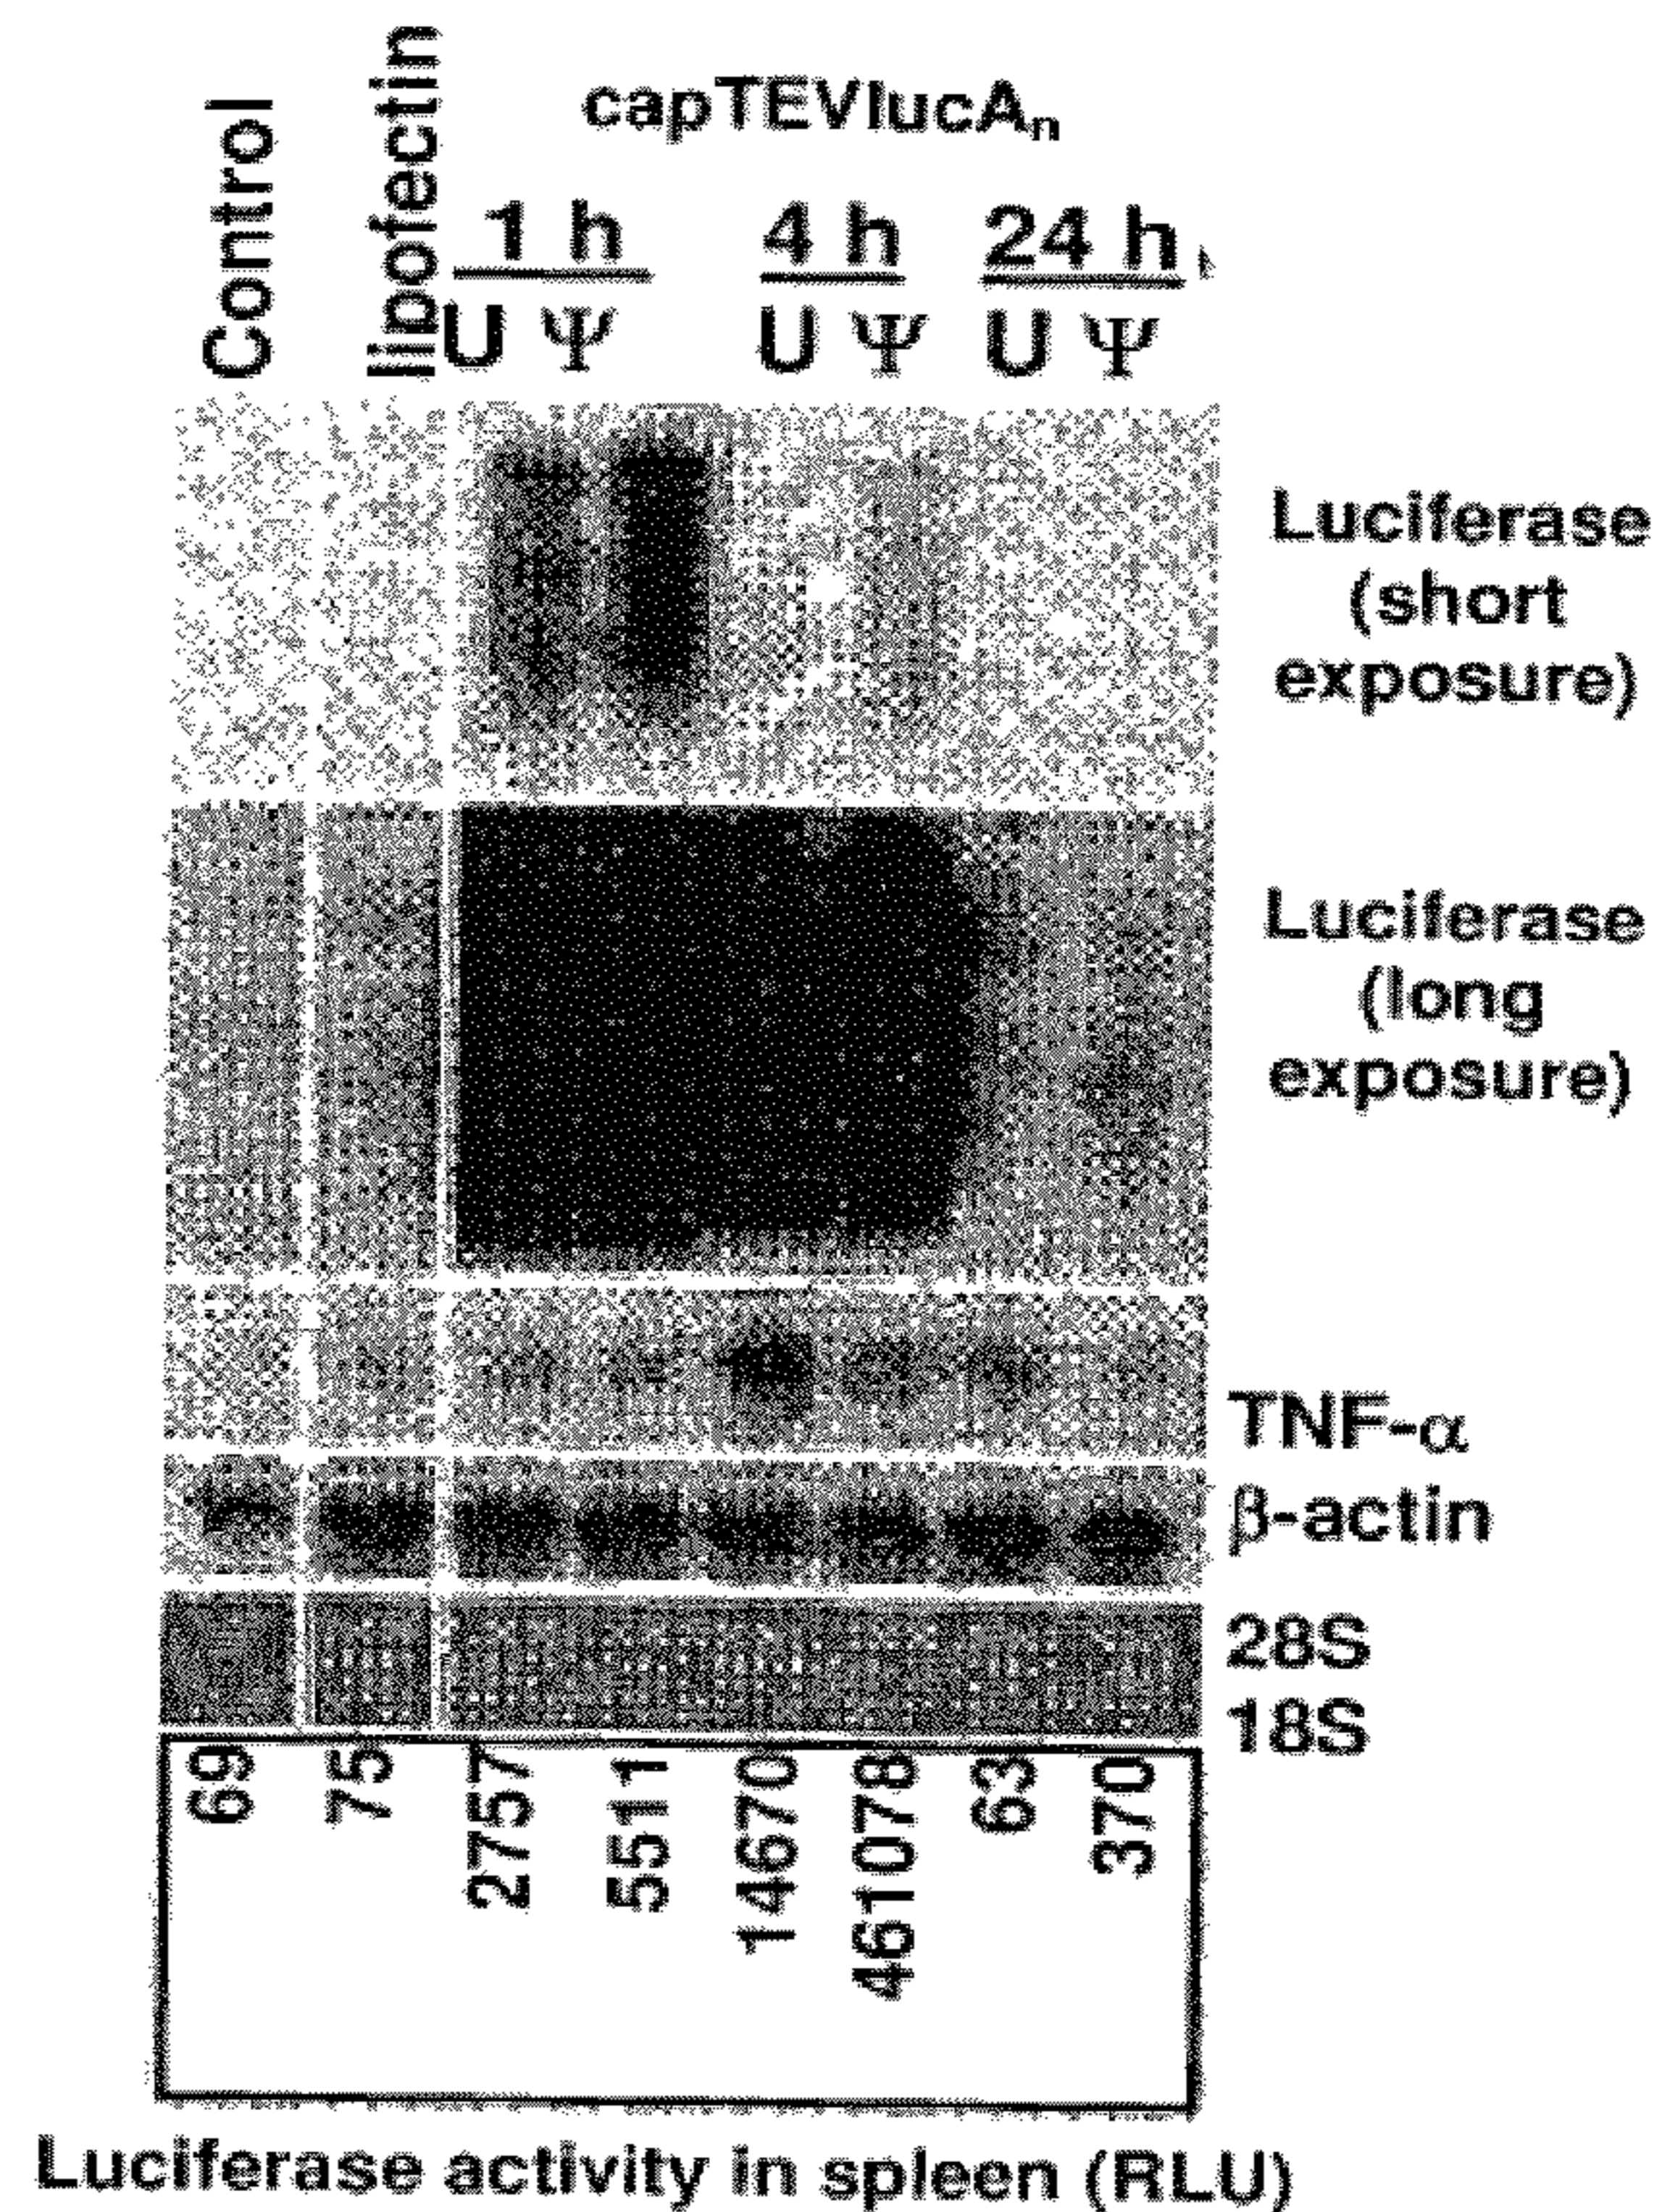 Control
lipofectin
capTEVlucAn
1 h
4 h
24 h
U Ψ
U Ψ
U Ψ
Luciferase
(short
exposure)
Luciferase
(long
exposure)
TNF-α
β-actin
28S
18S
69
75
2757
5511
14670
461078
63
370
Luciferase activity in spleen (RLU)